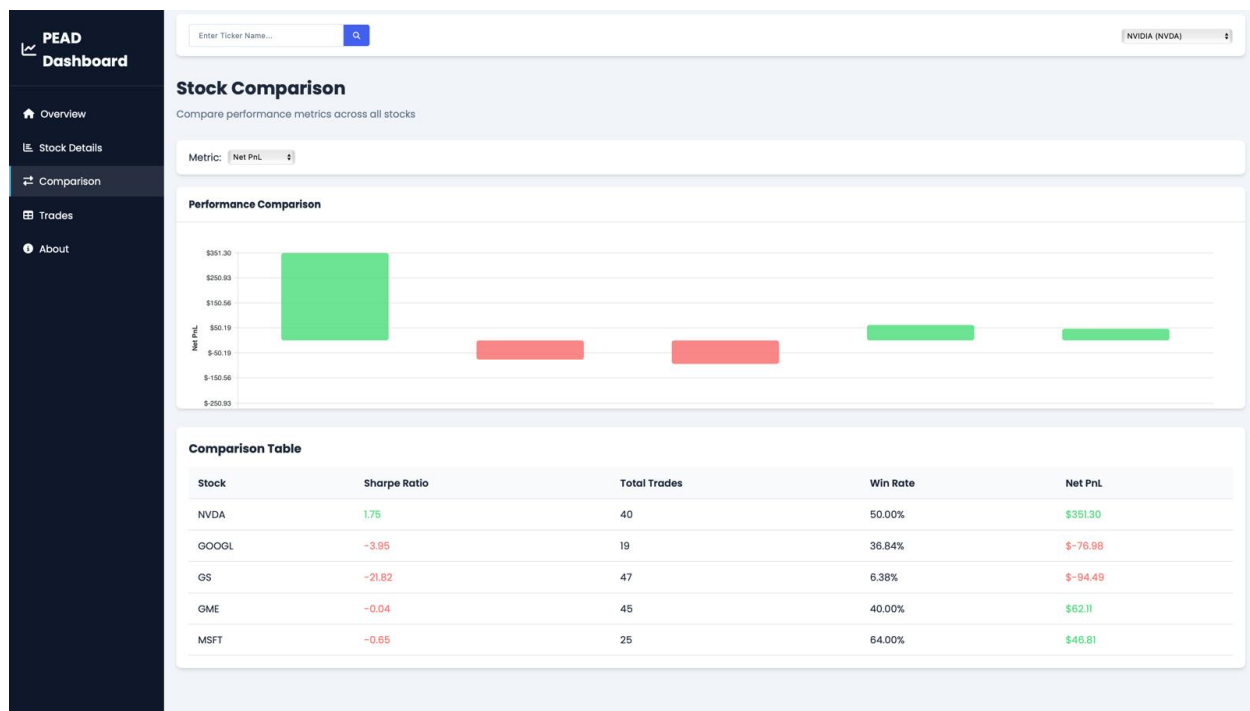 PEAD
Dashboard
Overview
Stock Details
Comparison
Trades
About
Enter Ticker Name...
NVIDIA (NVDA)
Stock Comparison
Compare performance metrics across all stocks
Metric: Net PnL
Performance Comparison
$351.30
$250.93
$150.56
$50.19
$-50.19
$-150.56
$-250.93
Net PnL
Comparison Table
Stock Sharpe Ratio Total Trades Win Rate Net PnL
NVDA 1.75 40 50.00% $351.30
GOOGL -3.95 19 36.84% $-76.98
GS -21.82 47 6.38% $-94.49
GME -0.04 45 40.00% $62.11
MSFT -0.65 25 64.00% $46.81